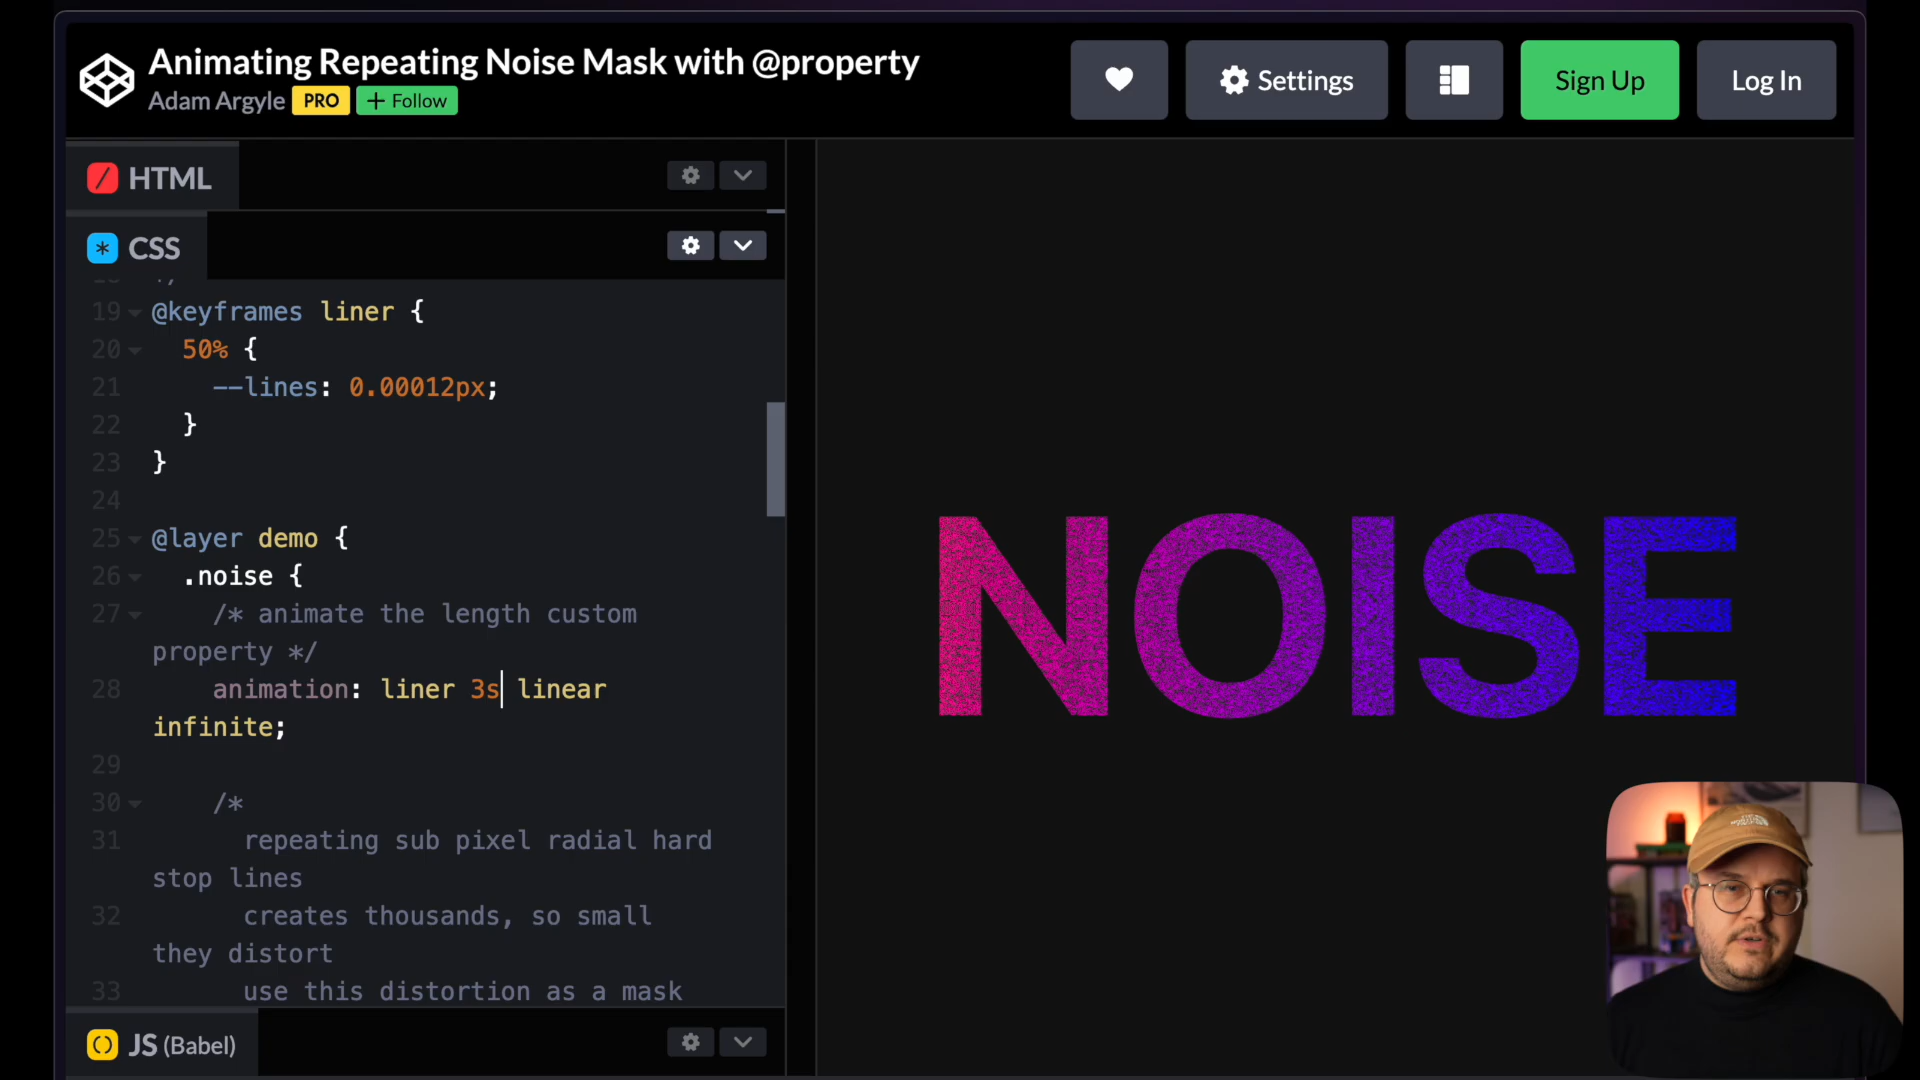 Animating Repeating Noise Mask with @property
Adam Argyle PRO + Follow
Settings
Sign Up
Log In
HTML
CSS
19 @keyframes liner {
20 50% {
21 --lines: 0.00012px;
22 }
23 }
24
25 @layer demo {
26 .noise {
27 /* animate the length custom
property */
28 animation: liner 3s linear
infinite;
29
30 /*
31 repeating sub pixel radial hard
stop lines
32 creates thousands, so small
they distort
33 use this distortion as a mask
JS (Babel)
NOISE